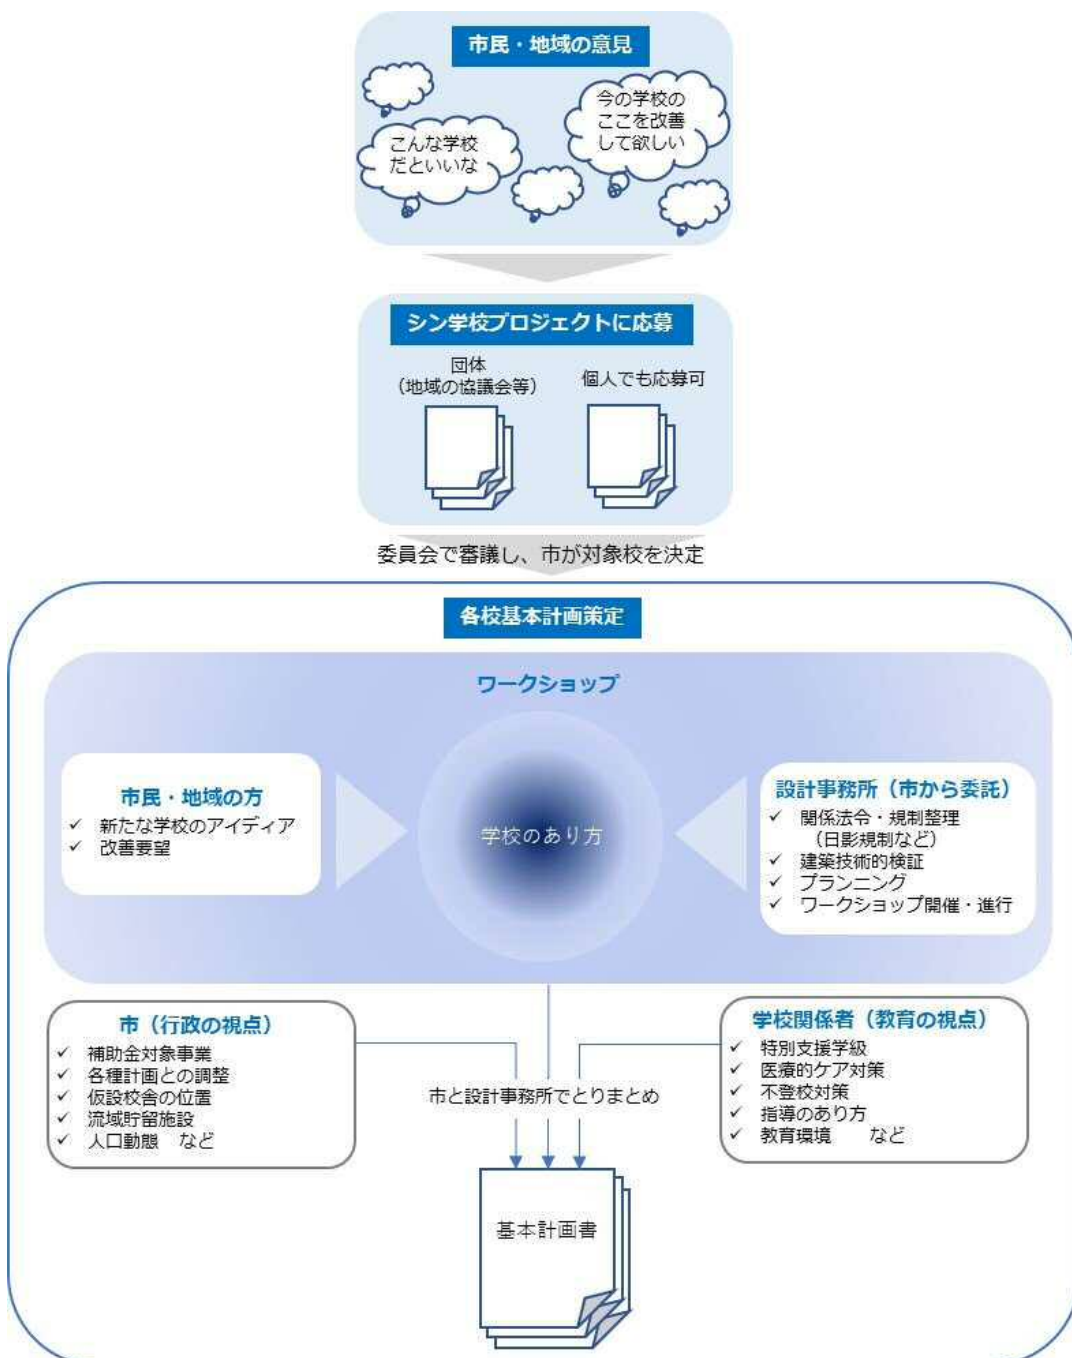 市民・地域の意見
こんな学校
だといいな
今の学校の
ここを改善
して欲しい
シン学校プロジェクトに応募
団体
（地域の協議会等）
個人でも応募可
委員会で審議し、市が対象校を決定
各校基本計画策定
ワークショップ
市民・地域の方
✓ 新たな学校のアイディア
✓ 改善要望
学校のあり方
設計事務所（市から委託）
✓ 関係法令・規制整理
（日影規制など）
✓ 建築技術的検証
✓ プランニング
✓ ワークショップ開催・進行
市（行政の視点）
✓ 補助金対象事業
✓ 各種計画との調整
✓ 仮設校舎の位置
✓ 流域貯留施設
✓ 人口動態　など
学校関係者（教育の視点）
✓ 特別支援学級
✓ 医療的ケア対策
✓ 不登校対策
✓ 指導のあり方
✓ 教育環境　　など
市と設計事務所でとりまとめ
基本計画書